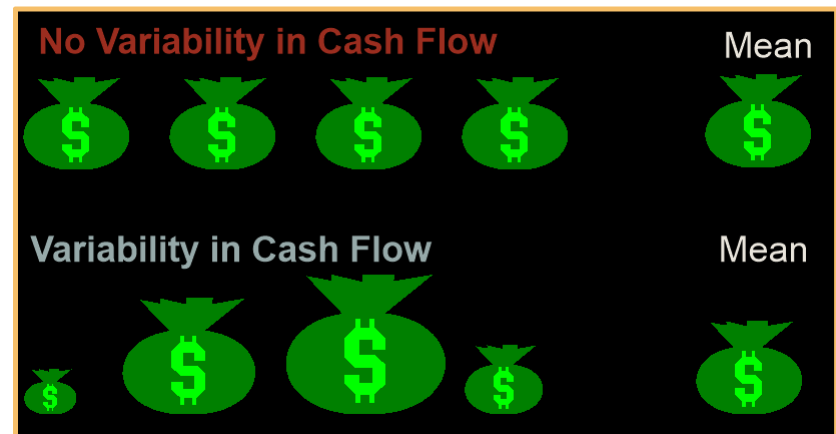 No Variability in Cash Flow Mean
$ $ $ $ $
Variability in Cash Flow Mean
$ $ $ $ $